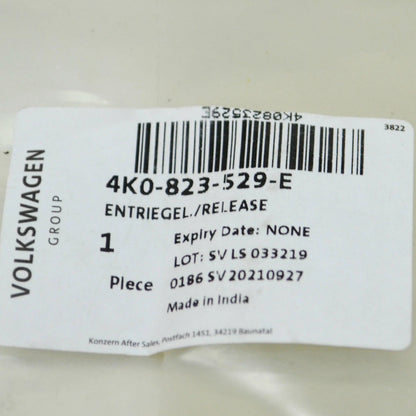 4K0823529E
3822
VOLKSWAGEN
GROUP
4K0-823-529-E
ENTRIEGEL./RELEASE
1
Piece
Expiry Date: NONE
LOT: SV LS 033219
0186 SV 20210927
Made in India
Konzern After Sales, Postfach 1451, 34219 Baunatal